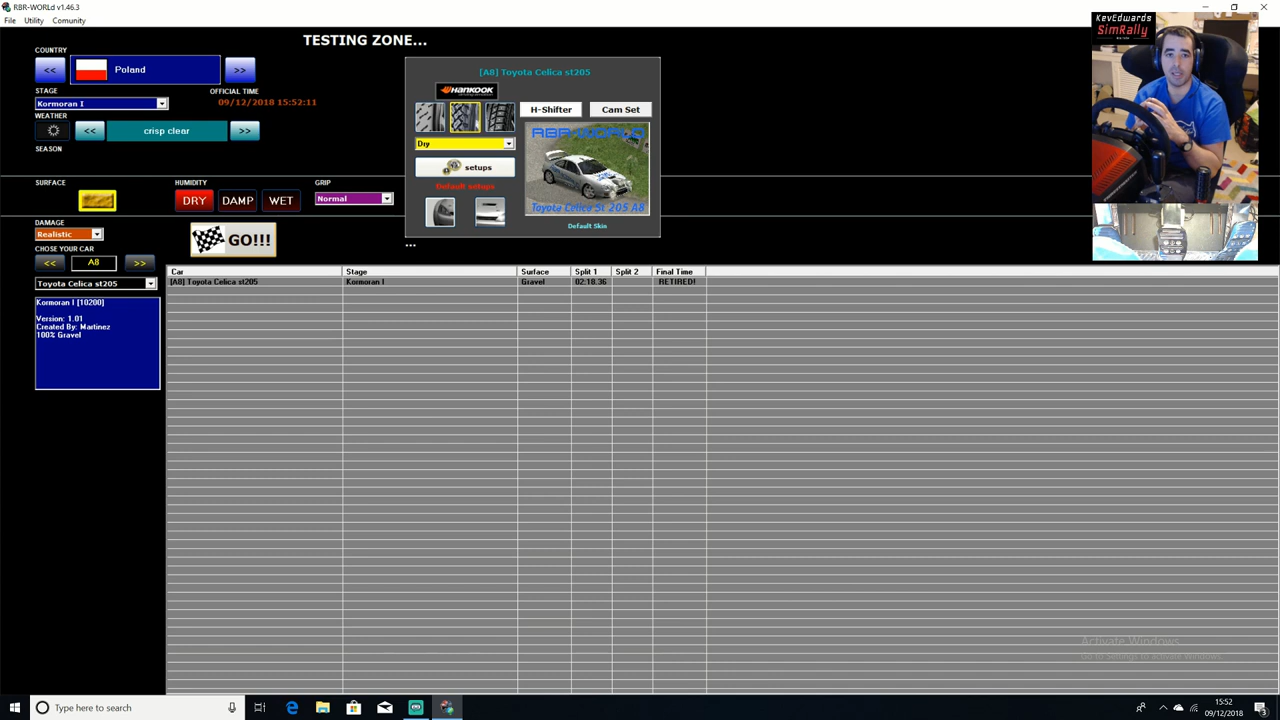 RBR-WORLd v1.46.3
File Utility Comunity
TESTING ZONE...
COUNTRY
<< Poland >>
STAGE
Kormoran I
OFFICIAL TIME
09/12/2018 15:52:11
WEATHER
<< crisp clear >>
SEASON
SURFACE
HUMIDITY
DRY DAMP WET
GRIP
Normal
DAMAGE
Realistic
CHOSE YOUR CAR
<< A8 >>
Toyota Celica st205
GO!!!
Kormoran I [10200]
Version: 1.01
Created By: Martinez
100% Gravel
[A8] Toyota Celica st205
HANKOOK
H-Shifter Cam Set
Dry
setups
Default setups
RBR-WORLD
Toyota Celica St 205 A8
Default Skin
...
Car Stage Surface Split 1 Split 2 Final Time
[A8] Toyota Celica st205 Kormoran I Gravel 02:18.36 RETIRED!
KevEdwards
SimRally
Activate Windows
Go to Settings to activate Windows.
Type here to search
15:52
09/12/2018
3